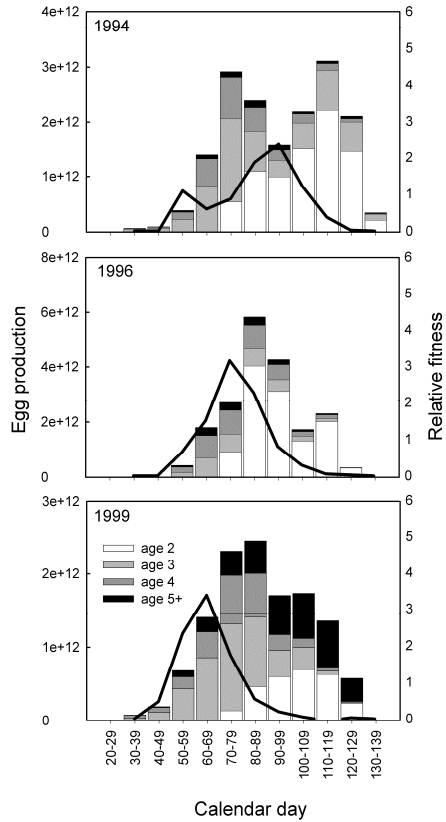 1994
4e+12
3e+12
2e+12
1e+12
0
6
5
4
3
2
1
0
1996
8e+12
6e+12
4e+12
2e+12
0
6
5
4
3
2
1
0
1999
3e+12
2e+12
1e+12
0
6
5
4
3
2
1
0
age 2
age 3
age 4
age 5+
Egg production
Relative fitness
20-29
30-39
40-49
50-59
60-69
70-79
80-89
90-99
100-109
110-119
120-129
130-139
Calendar day